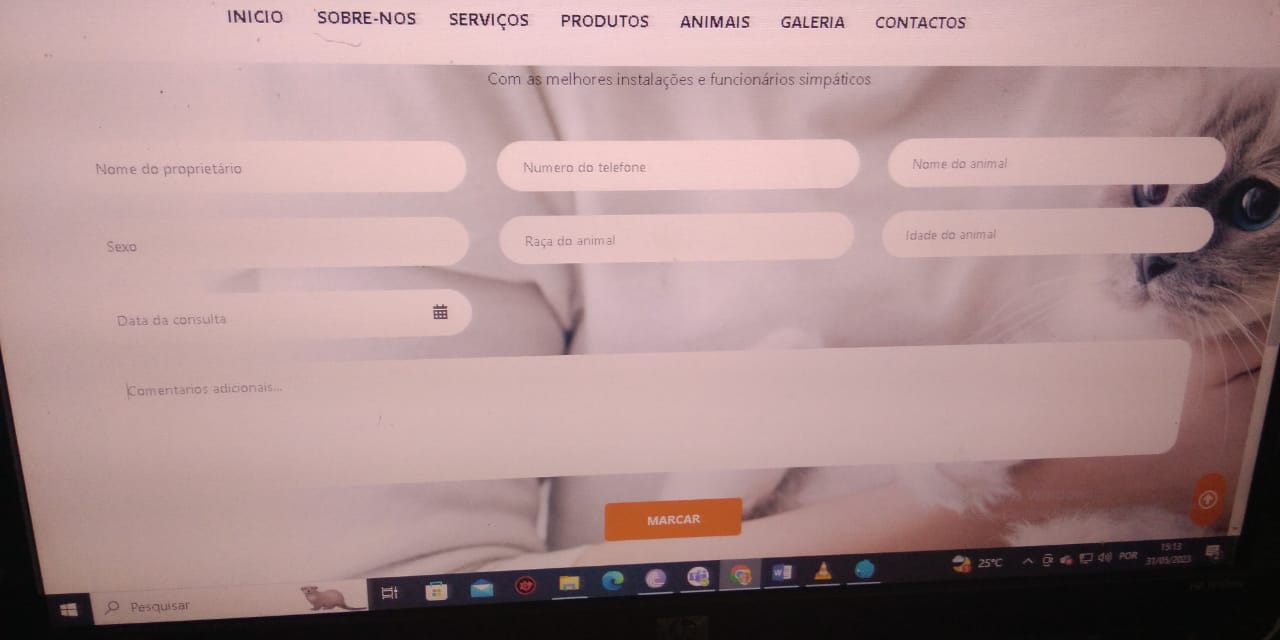 INICIO SOBRE-NOS SERVIÇOS PRODUTOS ANIMAIS GALERIA CONTACTOS
Com as melhores instalações e funcionários simpáticos
Nome do proprietário Numero do telefone Nome do animal
Sexo Raça do animal Idade do animal
Data da consulta
Comentarios adicionais...
MARCAR
Pesquisar 25°C POR 15:13
31/05/2023